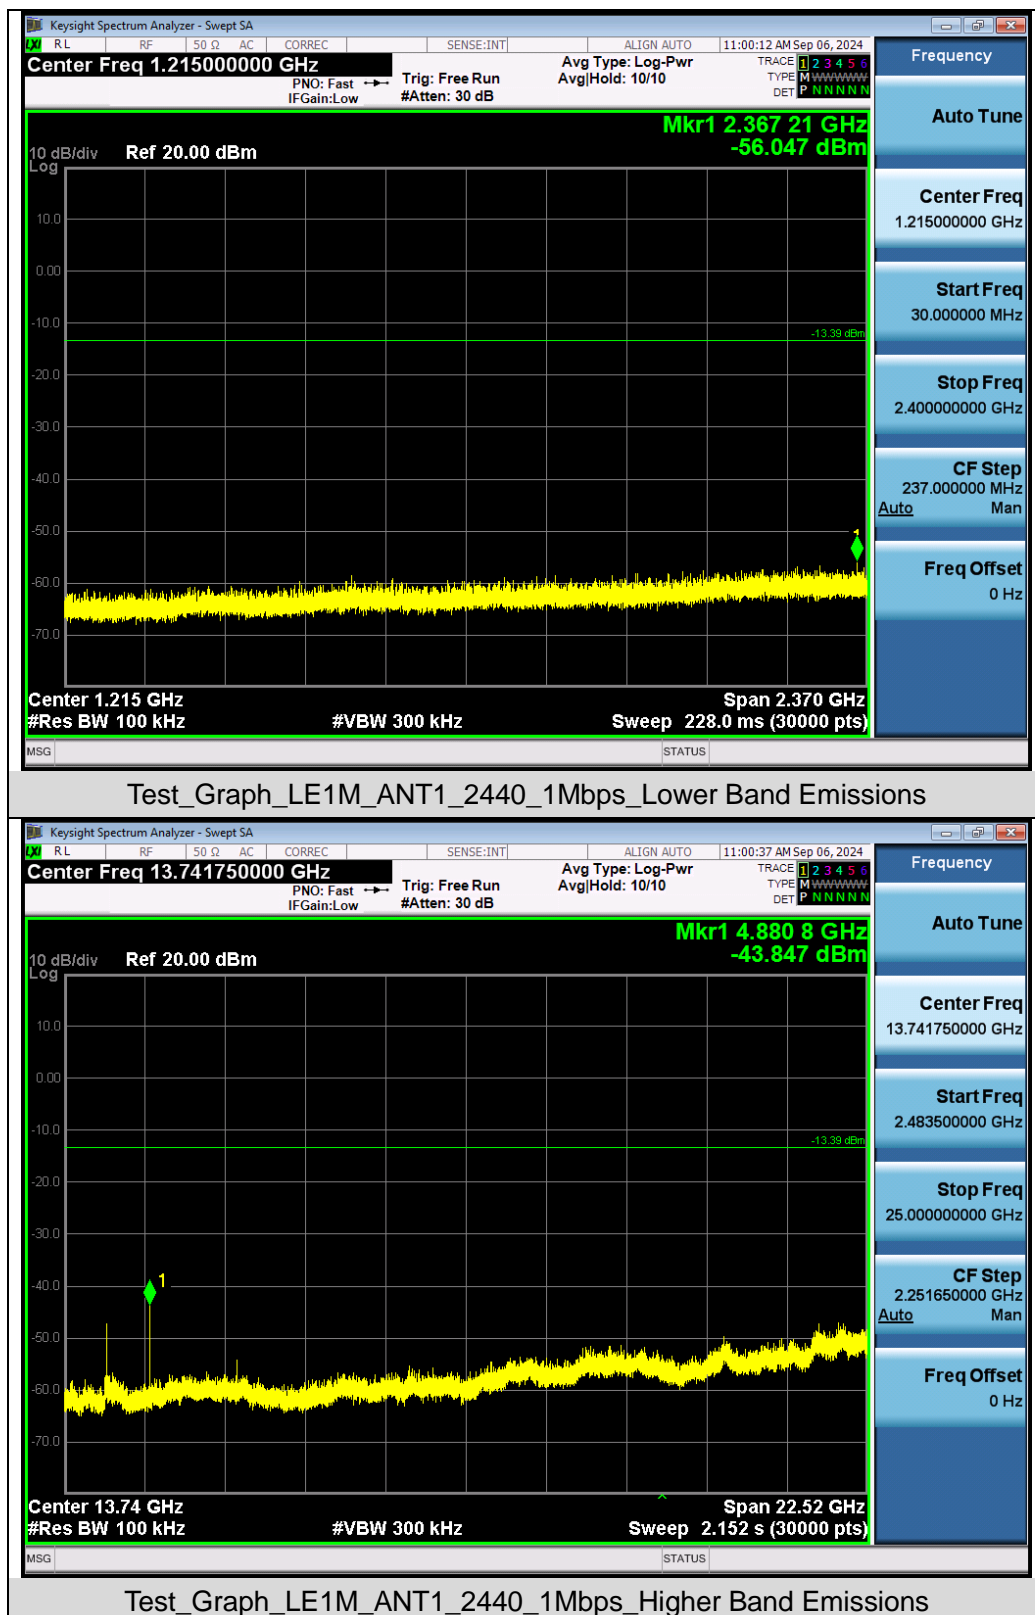 Keysight Spectrum Analyzer - Swept SA
LXI RL RF 50 Ω AC CORREC SENSE:INT ALIGN AUTO 11:00:12 AM Sep 06, 2024
Center Freq 1.215000000 GHz
PNO: Fast
IFGain:Low
Trig: Free Run
#Atten: 30 dB
Avg Type: Log-Pwr
Avg|Hold: 10/10
TRACE 1 2 3 4 5 6
TYPE M WWWWW
DET P N N N N N
Mkr1 2.367 21 GHz
-56.047 dBm
10 dB/div Ref 20.00 dBm
Log
10.0
0.00
-10.0
-13.39 dBm
-20.0
-30.0
-40.0
-50.0
1
-60.0
-70.0
Center 1.215 GHz Span 2.370 GHz
#Res BW 100 kHz #VBW 300 kHz Sweep 228.0 ms (30000 pts)
MSG STATUS
Frequency
Auto Tune
Center Freq
1.215000000 GHz
Start Freq
30.000000 MHz
Stop Freq
2.400000000 GHz
CF Step
237.000000 MHz
Auto Man
Freq Offset
0 Hz
Test_Graph_LE1M_ANT1_2440_1Mbps_Lower Band Emissions
Keysight Spectrum Analyzer - Swept SA
LXI RL RF 50 Ω AC CORREC SENSE:INT ALIGN AUTO 11:00:37 AM Sep 06, 2024
Center Freq 13.741750000 GHz
PNO: Fast
IFGain:Low
Trig: Free Run
#Atten: 30 dB
Avg Type: Log-Pwr
Avg|Hold: 10/10
TRACE 1 2 3 4 5 6
TYPE M WWWWW
DET P N N N N N
Mkr1 4.880 8 GHz
-43.847 dBm
10 dB/div Ref 20.00 dBm
Log
10.0
0.00
-10.0
-13.39 dBm
-20.0
-30.0
-40.0
1
-50.0
-60.0
-70.0
Center 13.74 GHz Span 22.52 GHz
#Res BW 100 kHz #VBW 300 kHz Sweep 2.152 s (30000 pts)
MSG STATUS
Frequency
Auto Tune
Center Freq
13.741750000 GHz
Start Freq
2.483500000 GHz
Stop Freq
25.000000000 GHz
CF Step
2.251650000 GHz
Auto Man
Freq Offset
0 Hz
Test_Graph_LE1M_ANT1_2440_1Mbps_Higher Band Emissions